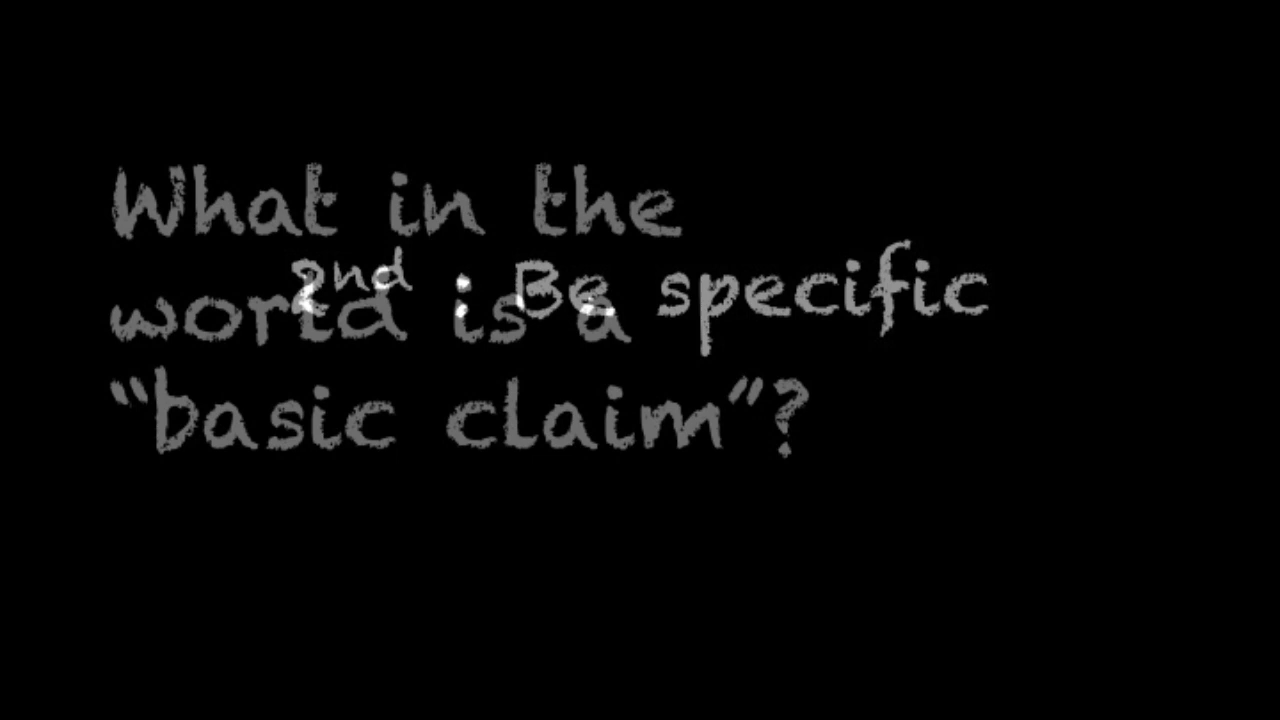 What in the
2nd : Be specific
world is a
“basic claim”?